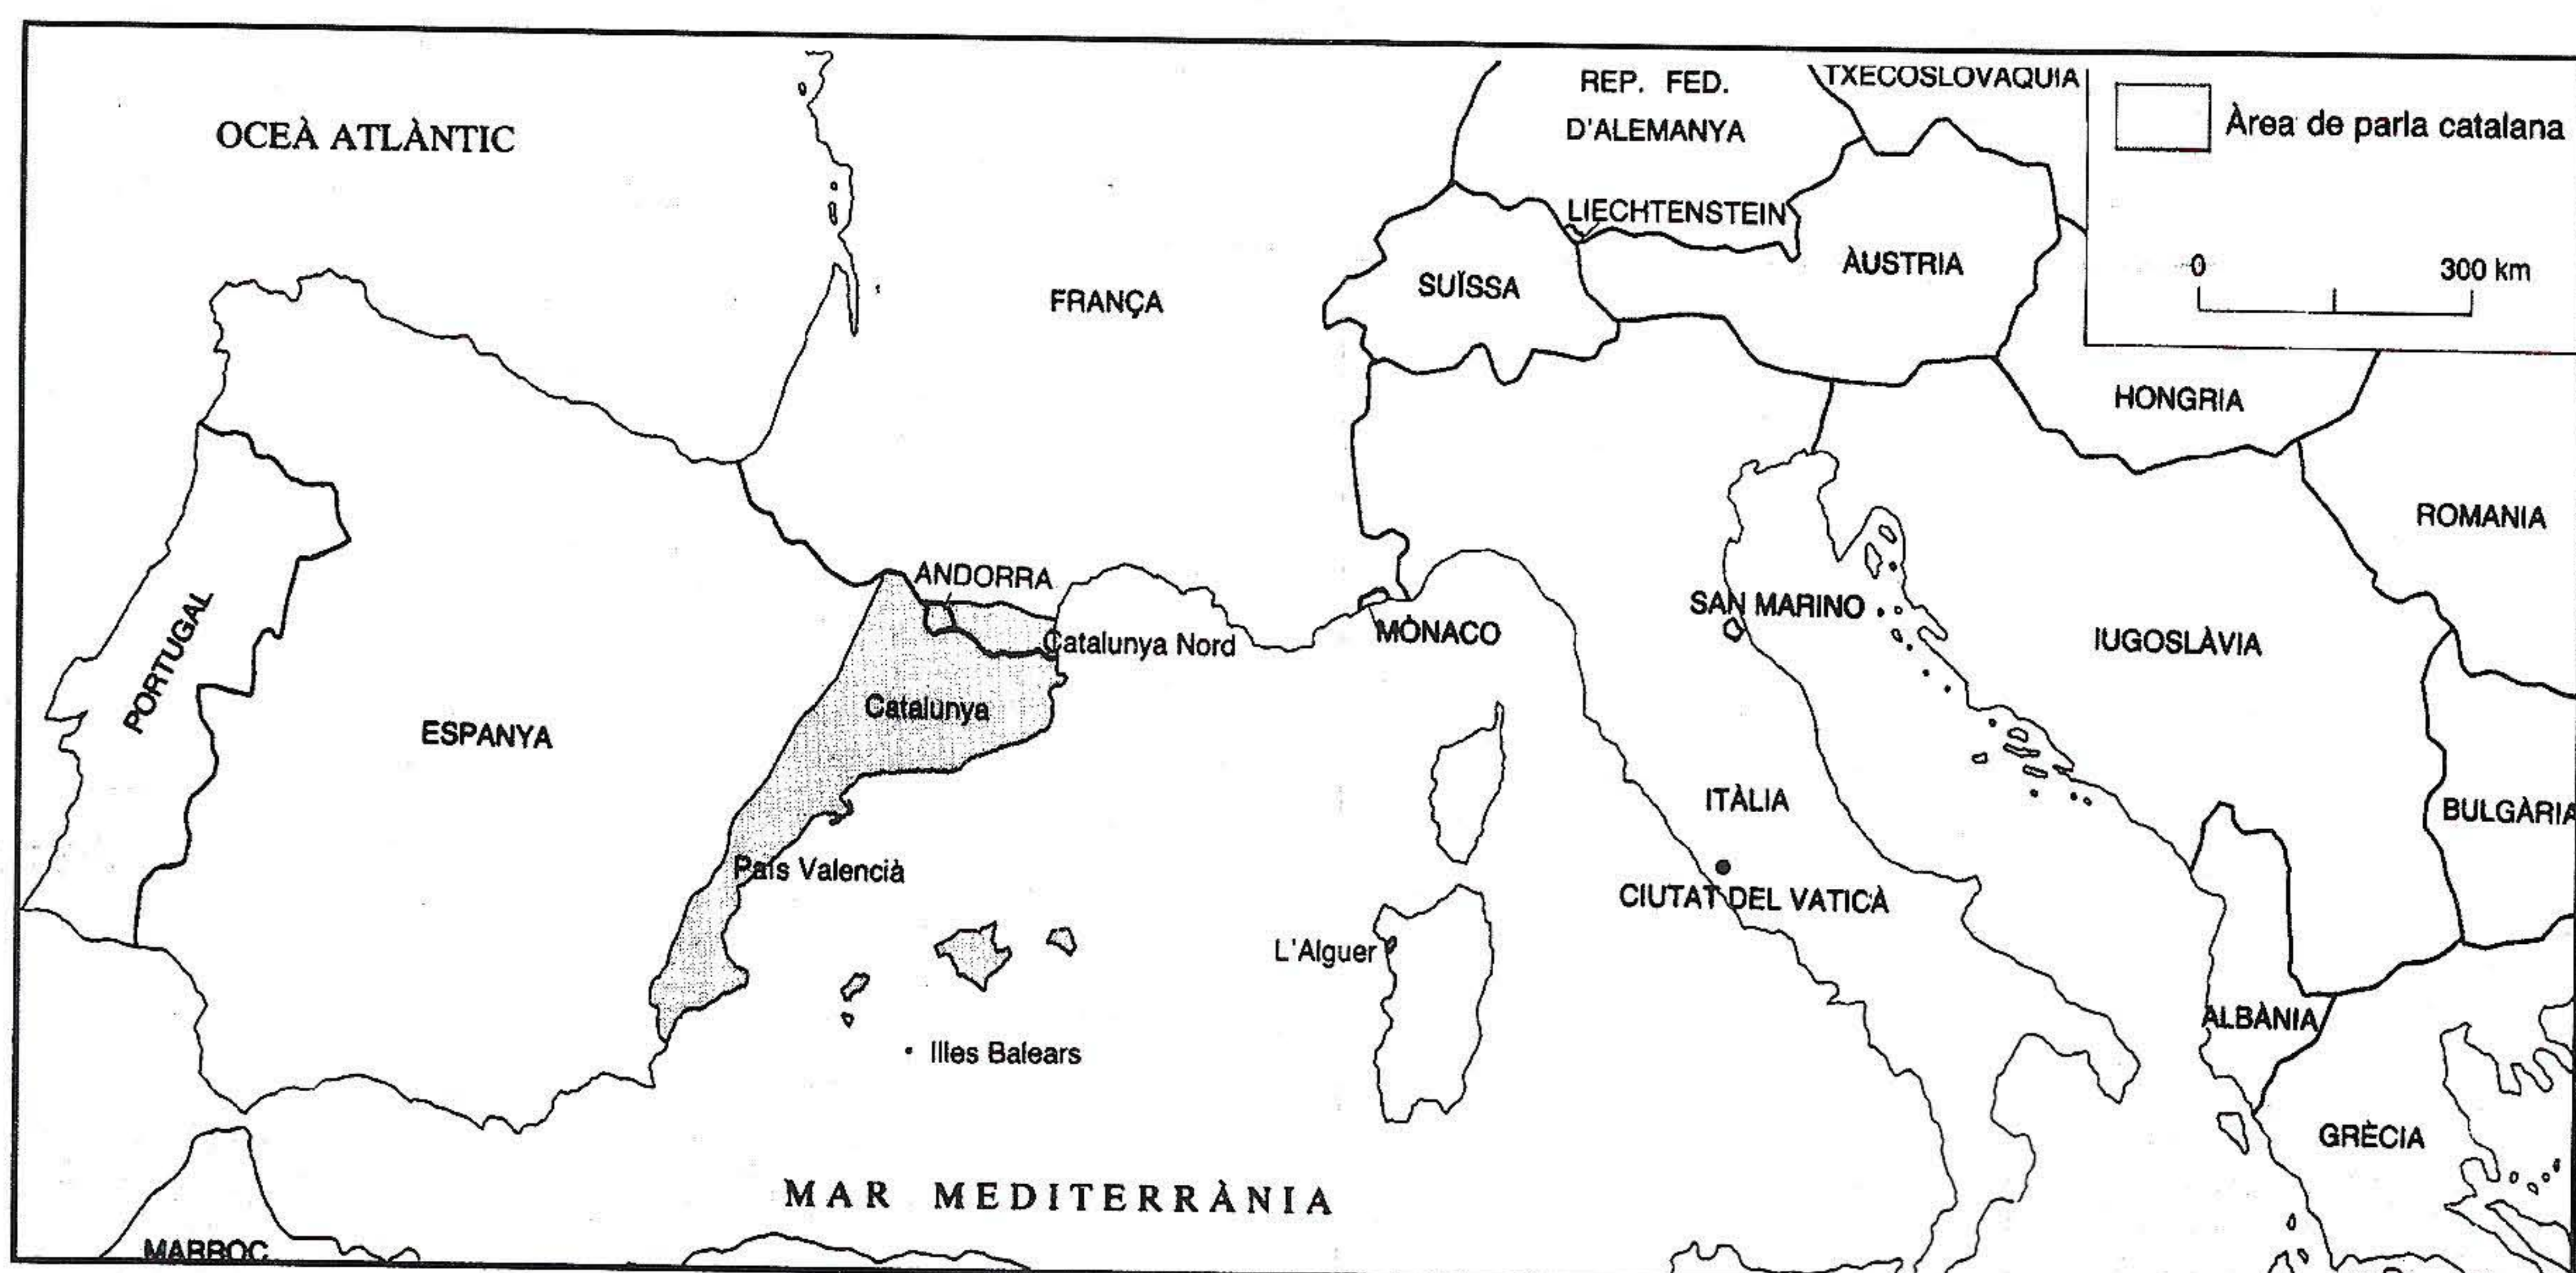 OCEÀ ATLÀNTIC
REP. FED.
D'ALEMANYA
TXECOSLOVAQUIA
Àrea de parla catalana
0 300 km
LIECHTENSTEIN
SUÏSSA
ÀUSTRIA
FRANÇA
HONGRIA
ROMANIA
ANDORRA
Catalunya Nord
MÒNACO
SAN MARINO
IUGOSLÀVIA
PORTUGAL
ESPANYA
Catalunya
ITÀLIA
BULGÀRIA
País Valencià
CIUTAT DEL VATICÀ
L'Alguer
ALBÀNIA
Illes Balears
GRÈCIA
MAR MEDITERRÀNIA
MARROC